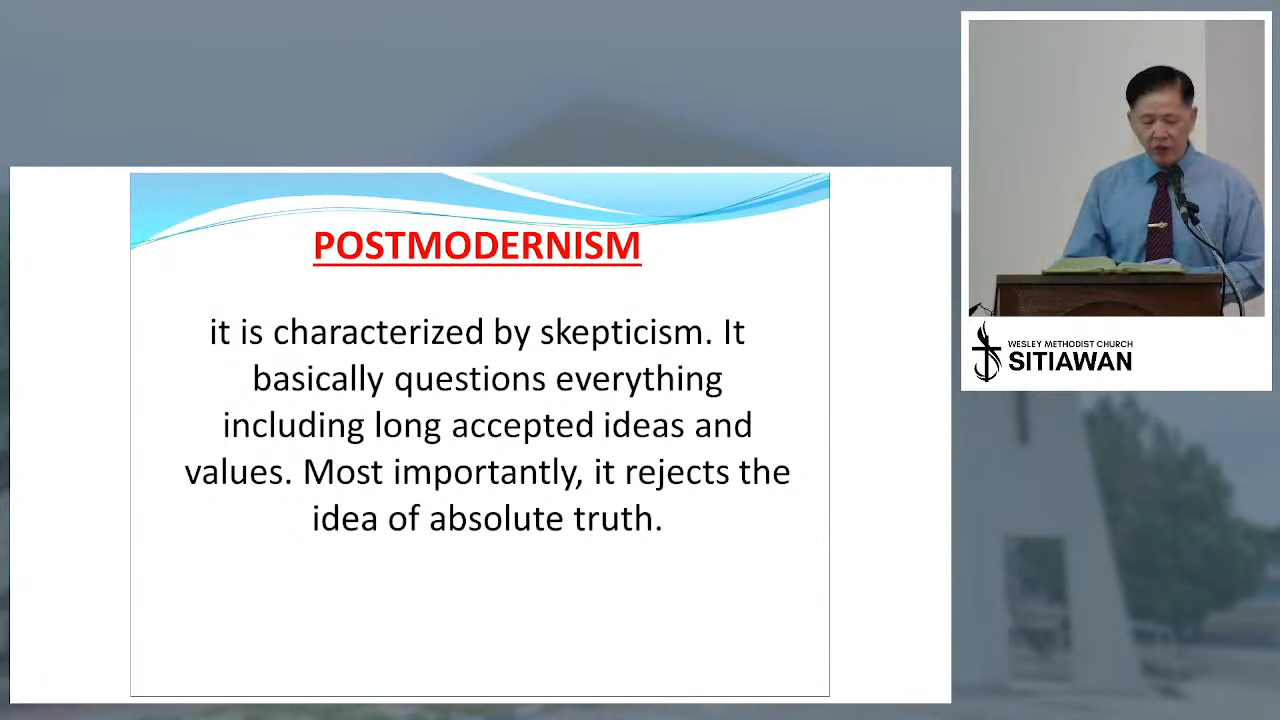 POSTMODERNISM
it is characterized by skepticism. It
basically questions everything
including long accepted ideas and
values. Most importantly, it rejects the
idea of absolute truth.
WESLEY METHODIST CHURCH
SITIAWAN